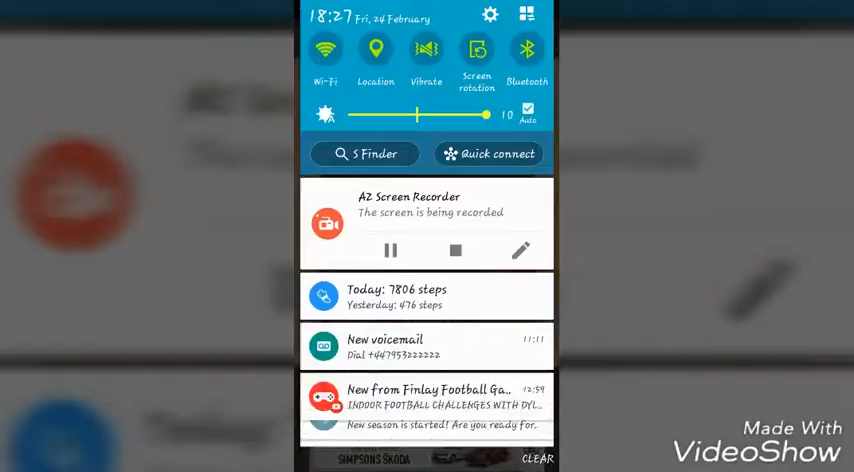 18:27 Fri, 24 February
Wi-Fi Location Vibrate Screen rotation Bluetooth
10 Auto
S Finder Quick connect
AZ Screen Recorder
The screen is being recorded
Today: 7806 steps
Yesterday: 476 steps
New voicemail 11:11
Dial +447953222222
New from Finlay Football Ga.. 12:59
INDOOR FOOTBALL CHALLENGES WITH DYL..
New season is started! Are you ready for..
SIMPSONS ŠKODA
CLEAR
Made With
VideoShow